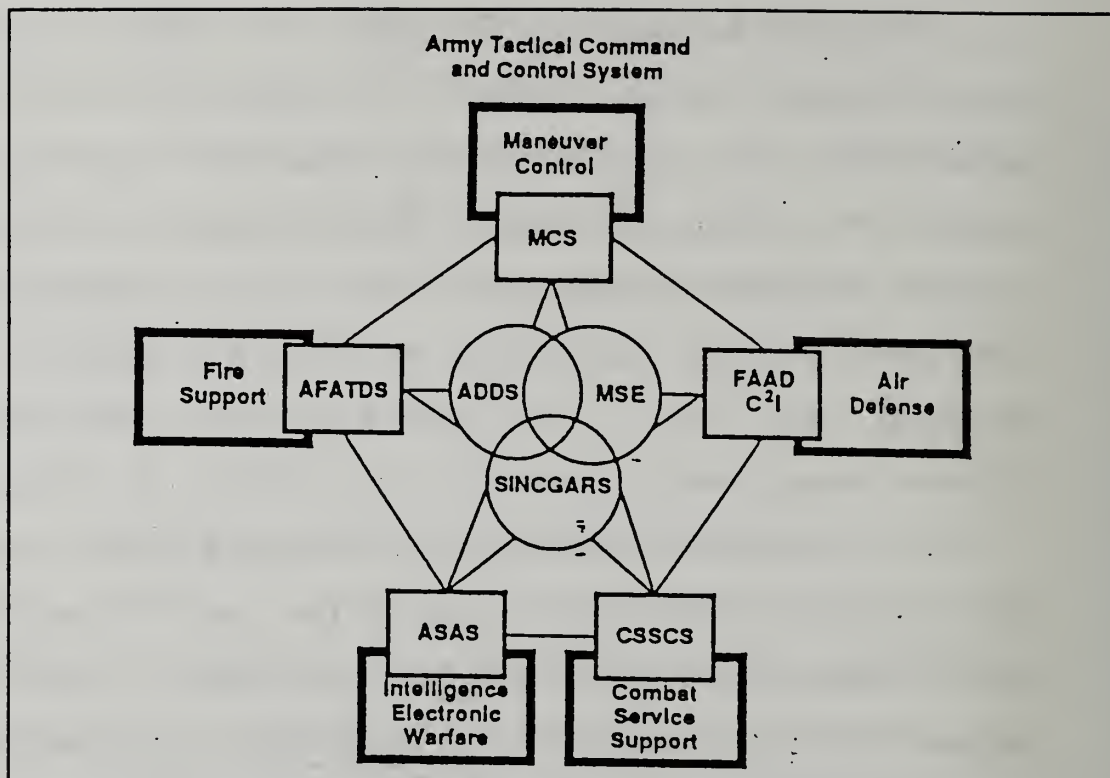 Army Tactical Command
and Control System
Maneuver
Control
MCS
Fire
Support
AFATDS
ADDS
MSE
FAAD
C²I
Air
Defense
SINCGARS
ASAS
CSSCS
Intelligence
Electronic
Warfare
Combat
Service
Support